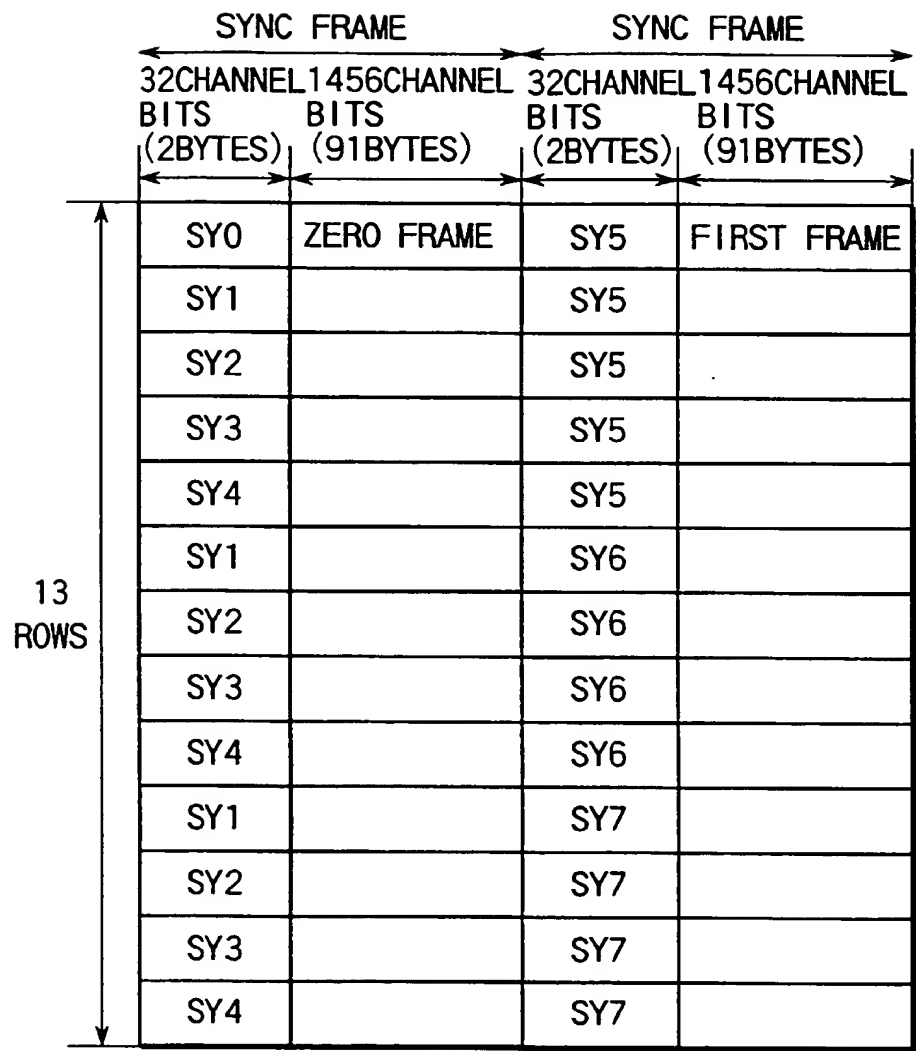 SYNC FRAME SYNC FRAME
32CHANNEL 1456CHANNEL 32CHANNEL 1456CHANNEL
BITS BITS BITS BITS
(2BYTES) (91BYTES) (2BYTES) (91BYTES)
SY0 ZERO FRAME SY5 FIRST FRAME
SY1 SY5
SY2 SY5
SY3 SY5
SY4 SY5
SY1 SY6
13
ROWS
SY2 SY6
SY3 SY6
SY4 SY6
SY1 SY7
SY2 SY7
SY3 SY7
SY4 SY7